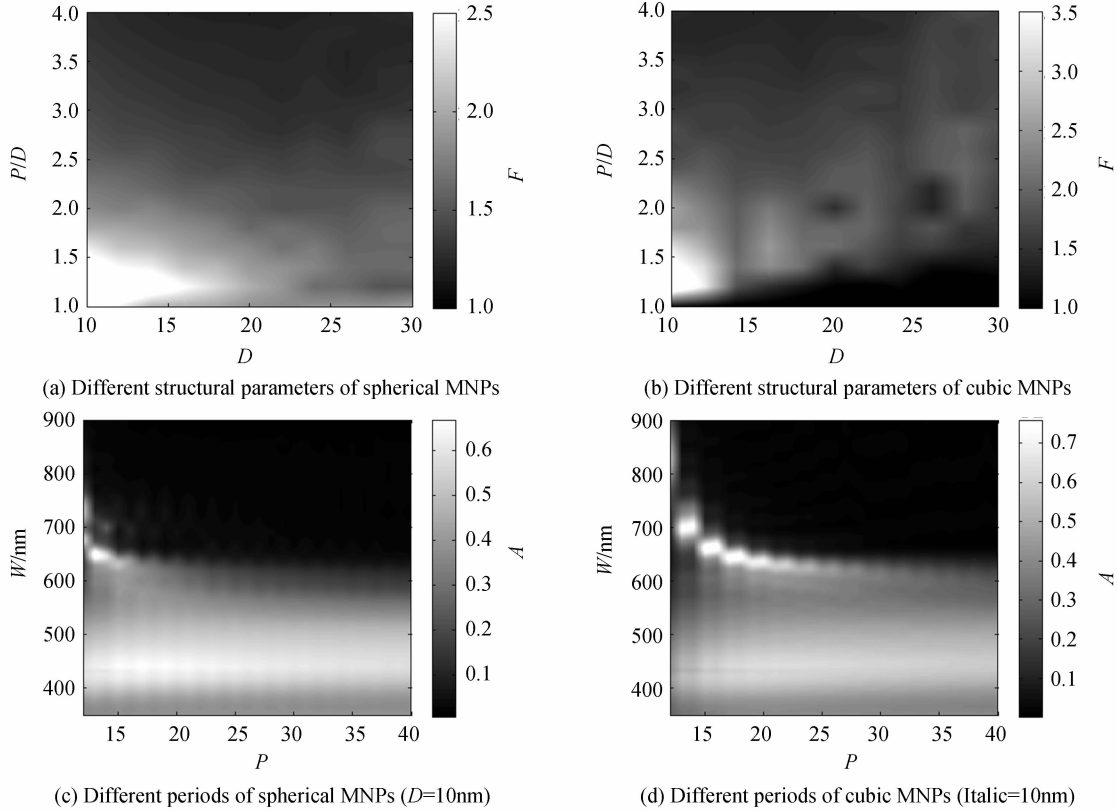 4.0
3.5
3.0
2.5
2.0
1.5
1.0
P/D
10 15 20 25 30
D
2.5
2.0
1.5
1.0
F
(a) Different structural parameters of spherical MNPs
4.0
3.5
3.0
2.5
2.0
1.5
1.0
P/D
10 15 20 25 30
D
3.5
3.0
2.5
2.0
1.5
1.0
F
(b) Different structural parameters of cubic MNPs
900
800
700
600
500
400
W/nm
15 20 25 30 35 40
P
0.6
0.5
0.4
0.3
0.2
0.1
A
(c) Different periods of spherical MNPs (D=10nm)
900
800
700
600
500
400
W/nm
15 20 25 30 35 40
P
0.7
0.6
0.5
0.4
0.3
0.2
0.1
A
(d) Different periods of cubic MNPs (Italic=10nm)